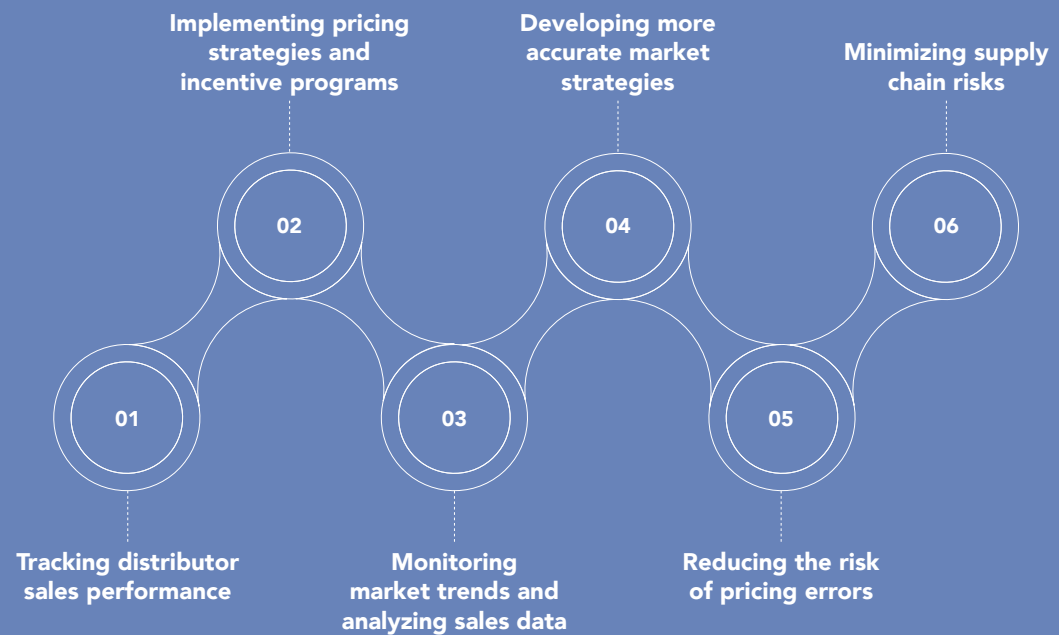 Implementing pricing
strategies and
incentive programs
Developing more
accurate market
strategies
Minimizing supply
chain risks
02
04
06
01
03
05
Tracking distributor
sales performance
Monitoring
market trends and
analyzing sales data
Reducing the risk
of pricing errors